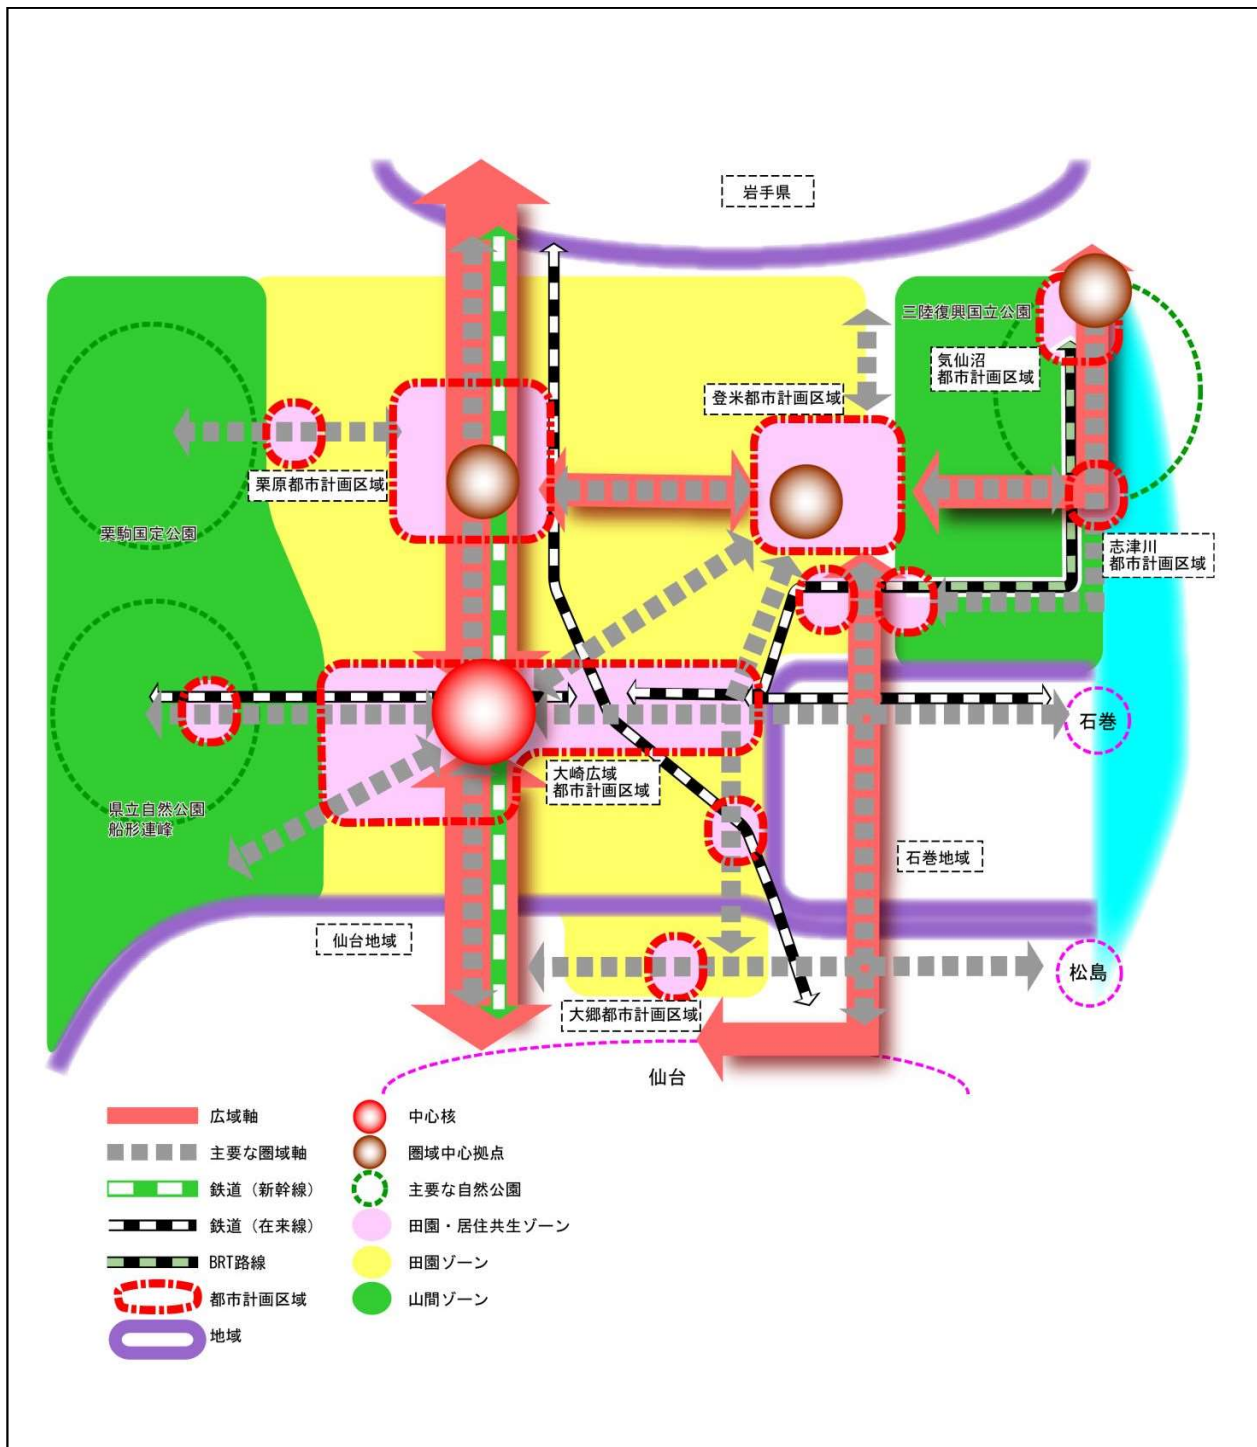 岩手県
三陸復興国立公園
気仙沼
都市計画区域
登米都市計画区域
栗原都市計画区域
栗駒国定公園
志津川
都市計画区域
石巻
大崎広域
都市計画区域
県立自然公園
船形連峰
石巻地域
仙台地域
松島
大郷都市計画区域
仙台
広域軸
中心核
主要な圏域軸
圏域中心拠点
鉄道（新幹線）
主要な自然公園
鉄道（在来線）
田園・居住共生ゾーン
BRT路線
田園ゾーン
都市計画区域
山間ゾーン
地域